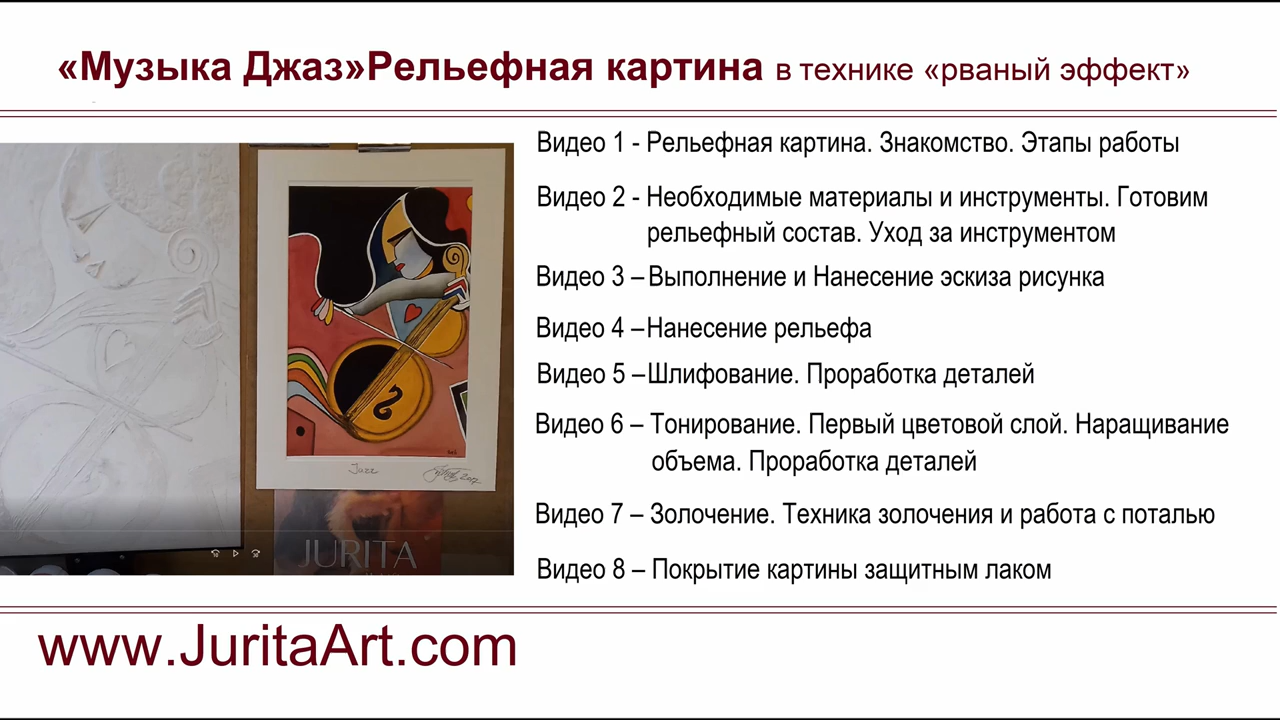 «Музыка Джаз»Рельефная картина в технике «рваный эффект»
Видео 1 - Рельефная картина. Знакомство. Этапы работы
Видео 2 - Необходимые материалы и инструменты. Готовим
рельефный состав. Уход за инструментом
Видео 3 – Выполнение и Нанесение эскиза рисунка
Видео 4 – Нанесение рельефа
Видео 5 – Шлифование. Проработка деталей
Видео 6 – Тонирование. Первый цветовой слой. Наращивание
объема. Проработка деталей
Видео 7 – Золочение. Техника золочения и работа с поталью
Видео 8 – Покрытие картины защитным лаком
Jazz
JURITA
www.JuritaArt.com